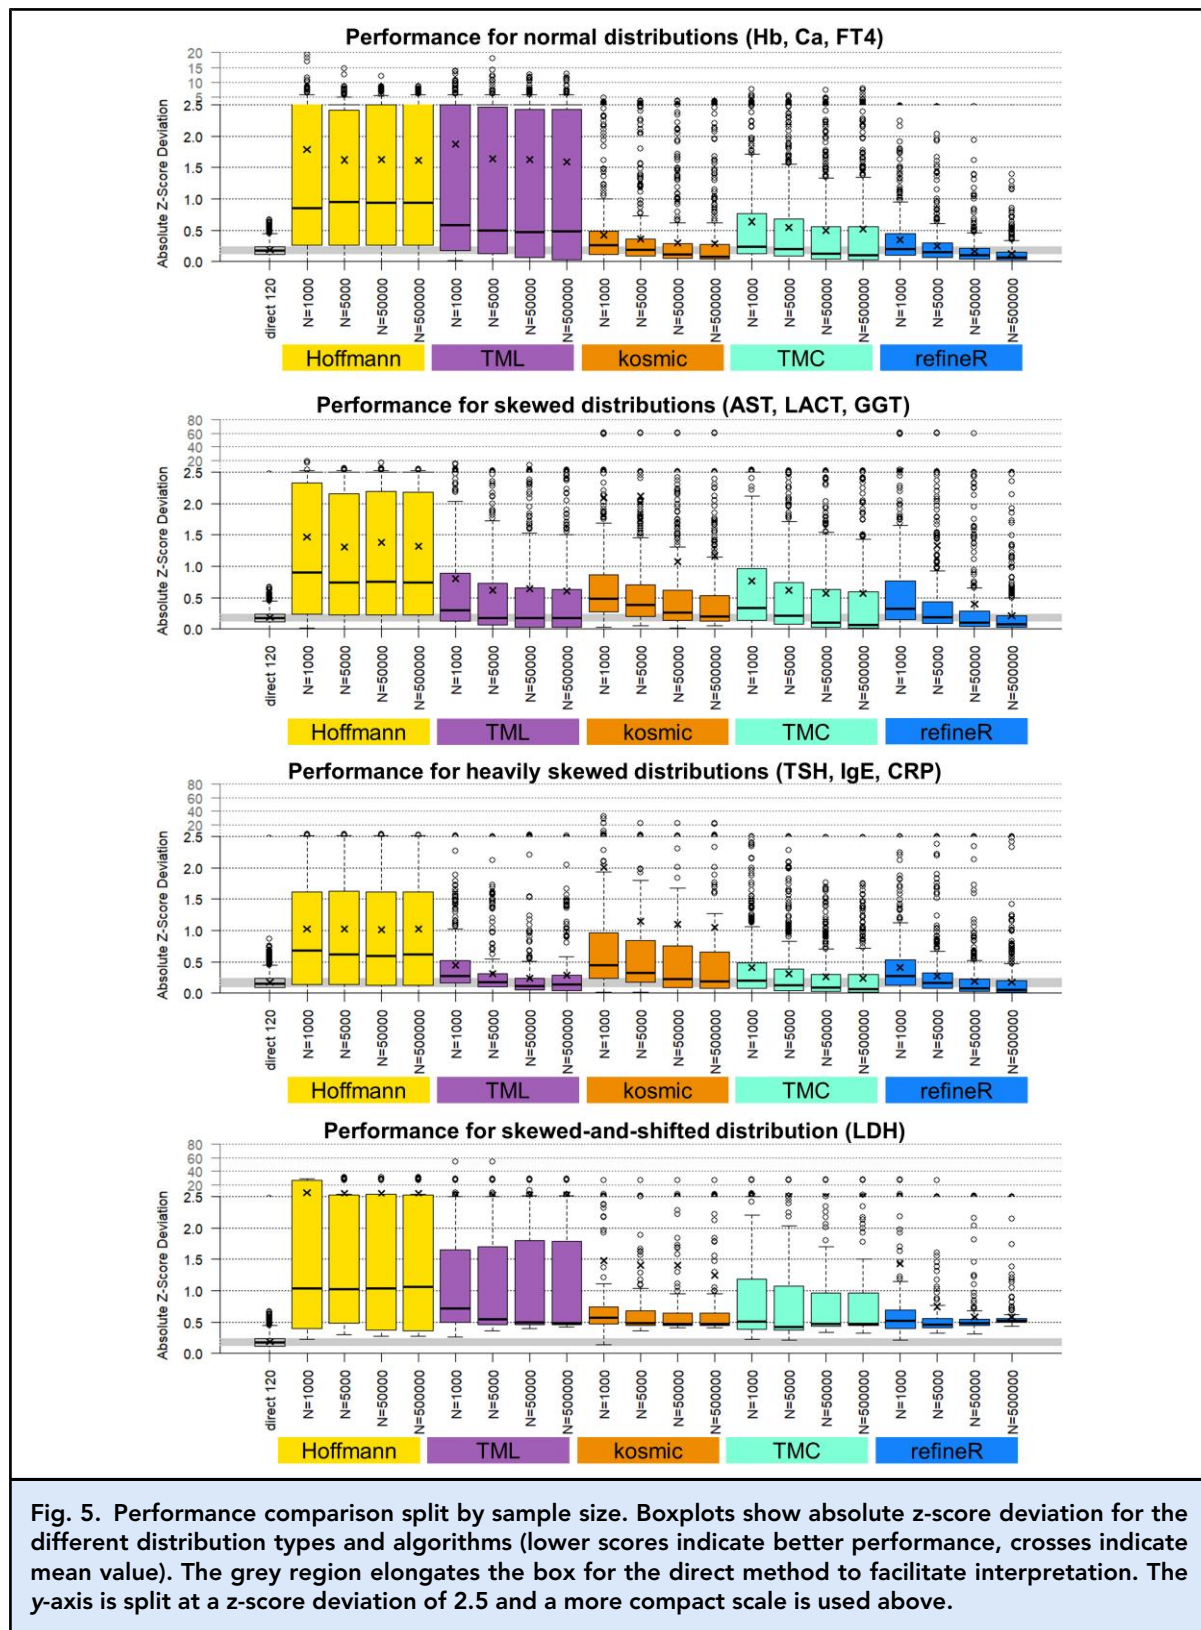 Performance for normal distributions (Hb, Ca, FT4)
Absolute Z-Score Deviation
20
15
10
5
2.5
2.0
1.5
1.0
0.5
0.0
direct 120
N=1000
N=5000
N=50000
N=500000
N=1000
N=5000
N=50000
N=500000
N=1000
N=5000
N=50000
N=500000
N=1000
N=5000
N=50000
N=500000
N=1000
N=5000
N=50000
N=500000
Hoffmann TML kosmic TMC refineR
Performance for skewed distributions (AST, LACT, GGT)
Absolute Z-Score Deviation
80
60
40
20
2.5
2.0
1.5
1.0
0.5
0.0
direct 120
N=1000
N=5000
N=50000
N=500000
N=1000
N=5000
N=50000
N=500000
N=1000
N=5000
N=50000
N=500000
N=1000
N=5000
N=50000
N=500000
N=1000
N=5000
N=50000
N=500000
Hoffmann TML kosmic TMC refineR
Performance for heavily skewed distributions (TSH, IgE, CRP)
Absolute Z-Score Deviation
80
60
40
20
2.5
2.0
1.5
1.0
0.5
0.0
direct 120
N=1000
N=5000
N=50000
N=500000
N=1000
N=5000
N=50000
N=500000
N=1000
N=5000
N=50000
N=500000
N=1000
N=5000
N=50000
N=500000
N=1000
N=5000
N=50000
N=500000
Hoffmann TML kosmic TMC refineR
Performance for skewed-and-shifted distribution (LDH)
Absolute Z-Score Deviation
80
60
40
20
2.5
2.0
1.5
1.0
0.5
0.0
direct 120
N=1000
N=5000
N=50000
N=500000
N=1000
N=5000
N=50000
N=500000
N=1000
N=5000
N=50000
N=500000
N=1000
N=5000
N=50000
N=500000
N=1000
N=5000
N=50000
N=500000
Hoffmann TML kosmic TMC refineR
Fig. 5. Performance comparison split by sample size. Boxplots show absolute z-score deviation for the
different distribution types and algorithms (lower scores indicate better performance, crosses indicate
mean value). The grey region elongates the box for the direct method to facilitate interpretation. The
y-axis is split at a z-score deviation of 2.5 and a more compact scale is used above.